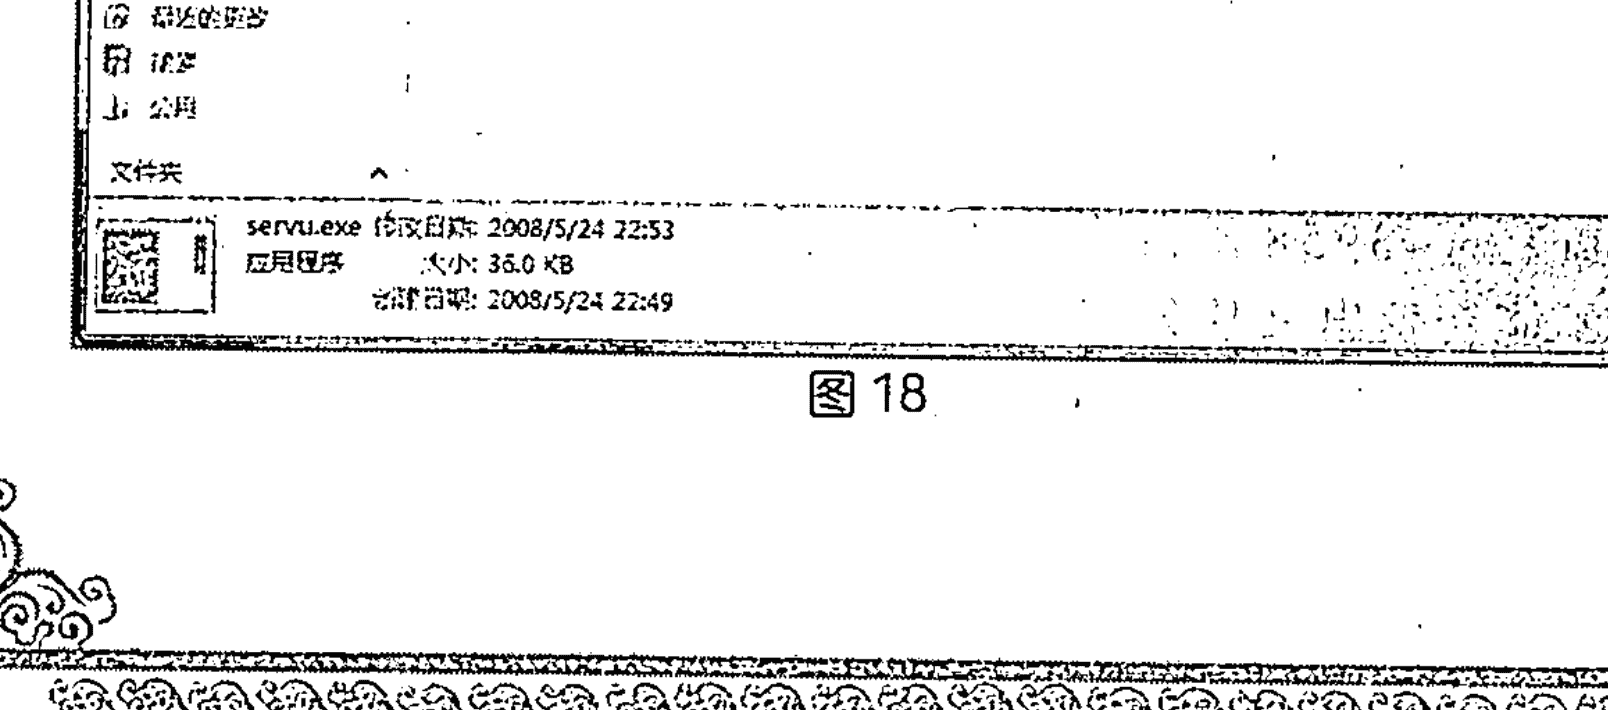 最近的更改
搜索
公用
文件夹
servu.exe 修改日期: 2008/5/24 22:53
应用程序 大小: 36.0 KB
创建日期: 2008/5/24 22:49
图 18